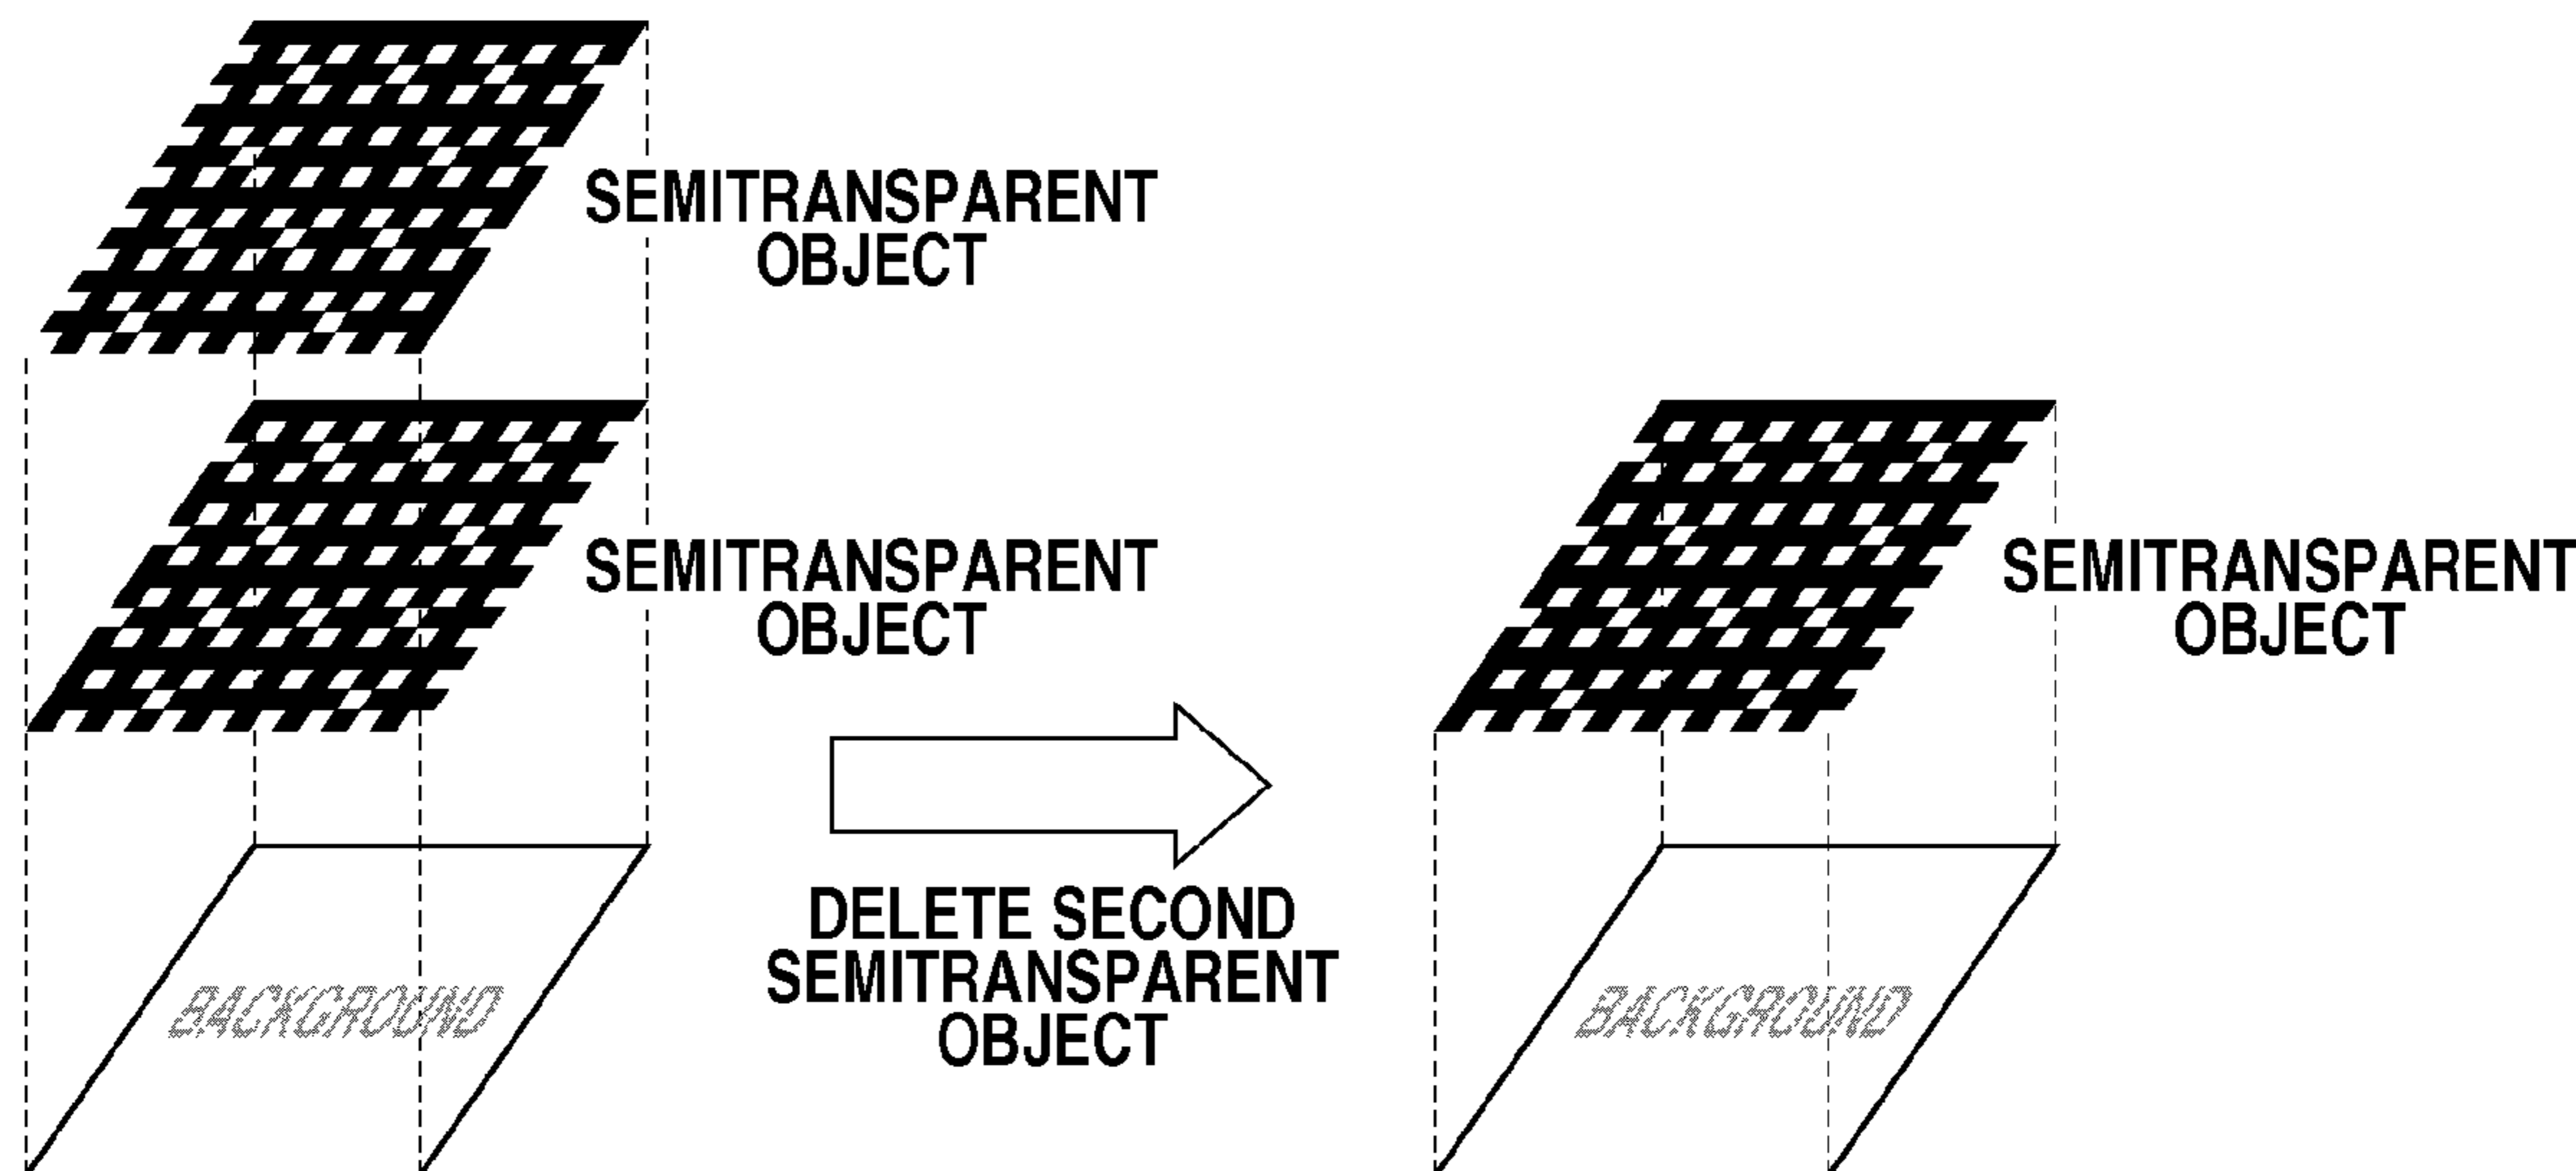 SEMITRANSPARENT
OBJECT
SEMITRANSPARENT
OBJECT
SEMITRANSPARENT
OBJECT
DELETE SECOND
SEMITRANSPARENT
OBJECT
BACKGROUND
BACKGROUND